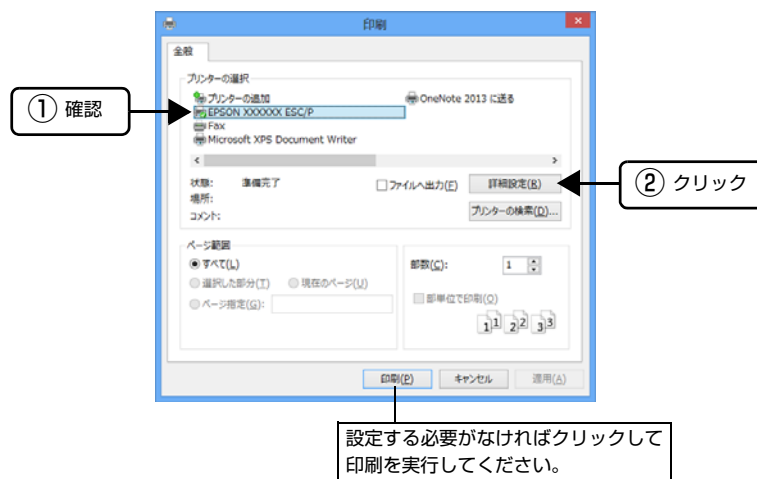 印刷
全般
プリンターの選択
プリンターの追加
OneNote 2013 に送る
EPSON XXXXXX ESC/P
Fax
Microsoft XPS Document Writer
① 確認
状態: 準備完了
ファイルへ出力(F)
詳細設定(R)
② クリック
場所:
コメント:
プリンターの検索(D)...
ページ範囲
すべて(L)
選択した部分(T)
現在のページ(U)
ページ指定(G):
部数(C): 1
部単位で印刷(O)
11 22 33
印刷(P)
キャンセル
適用(A)
設定する必要がなければクリックして
印刷を実行してください。